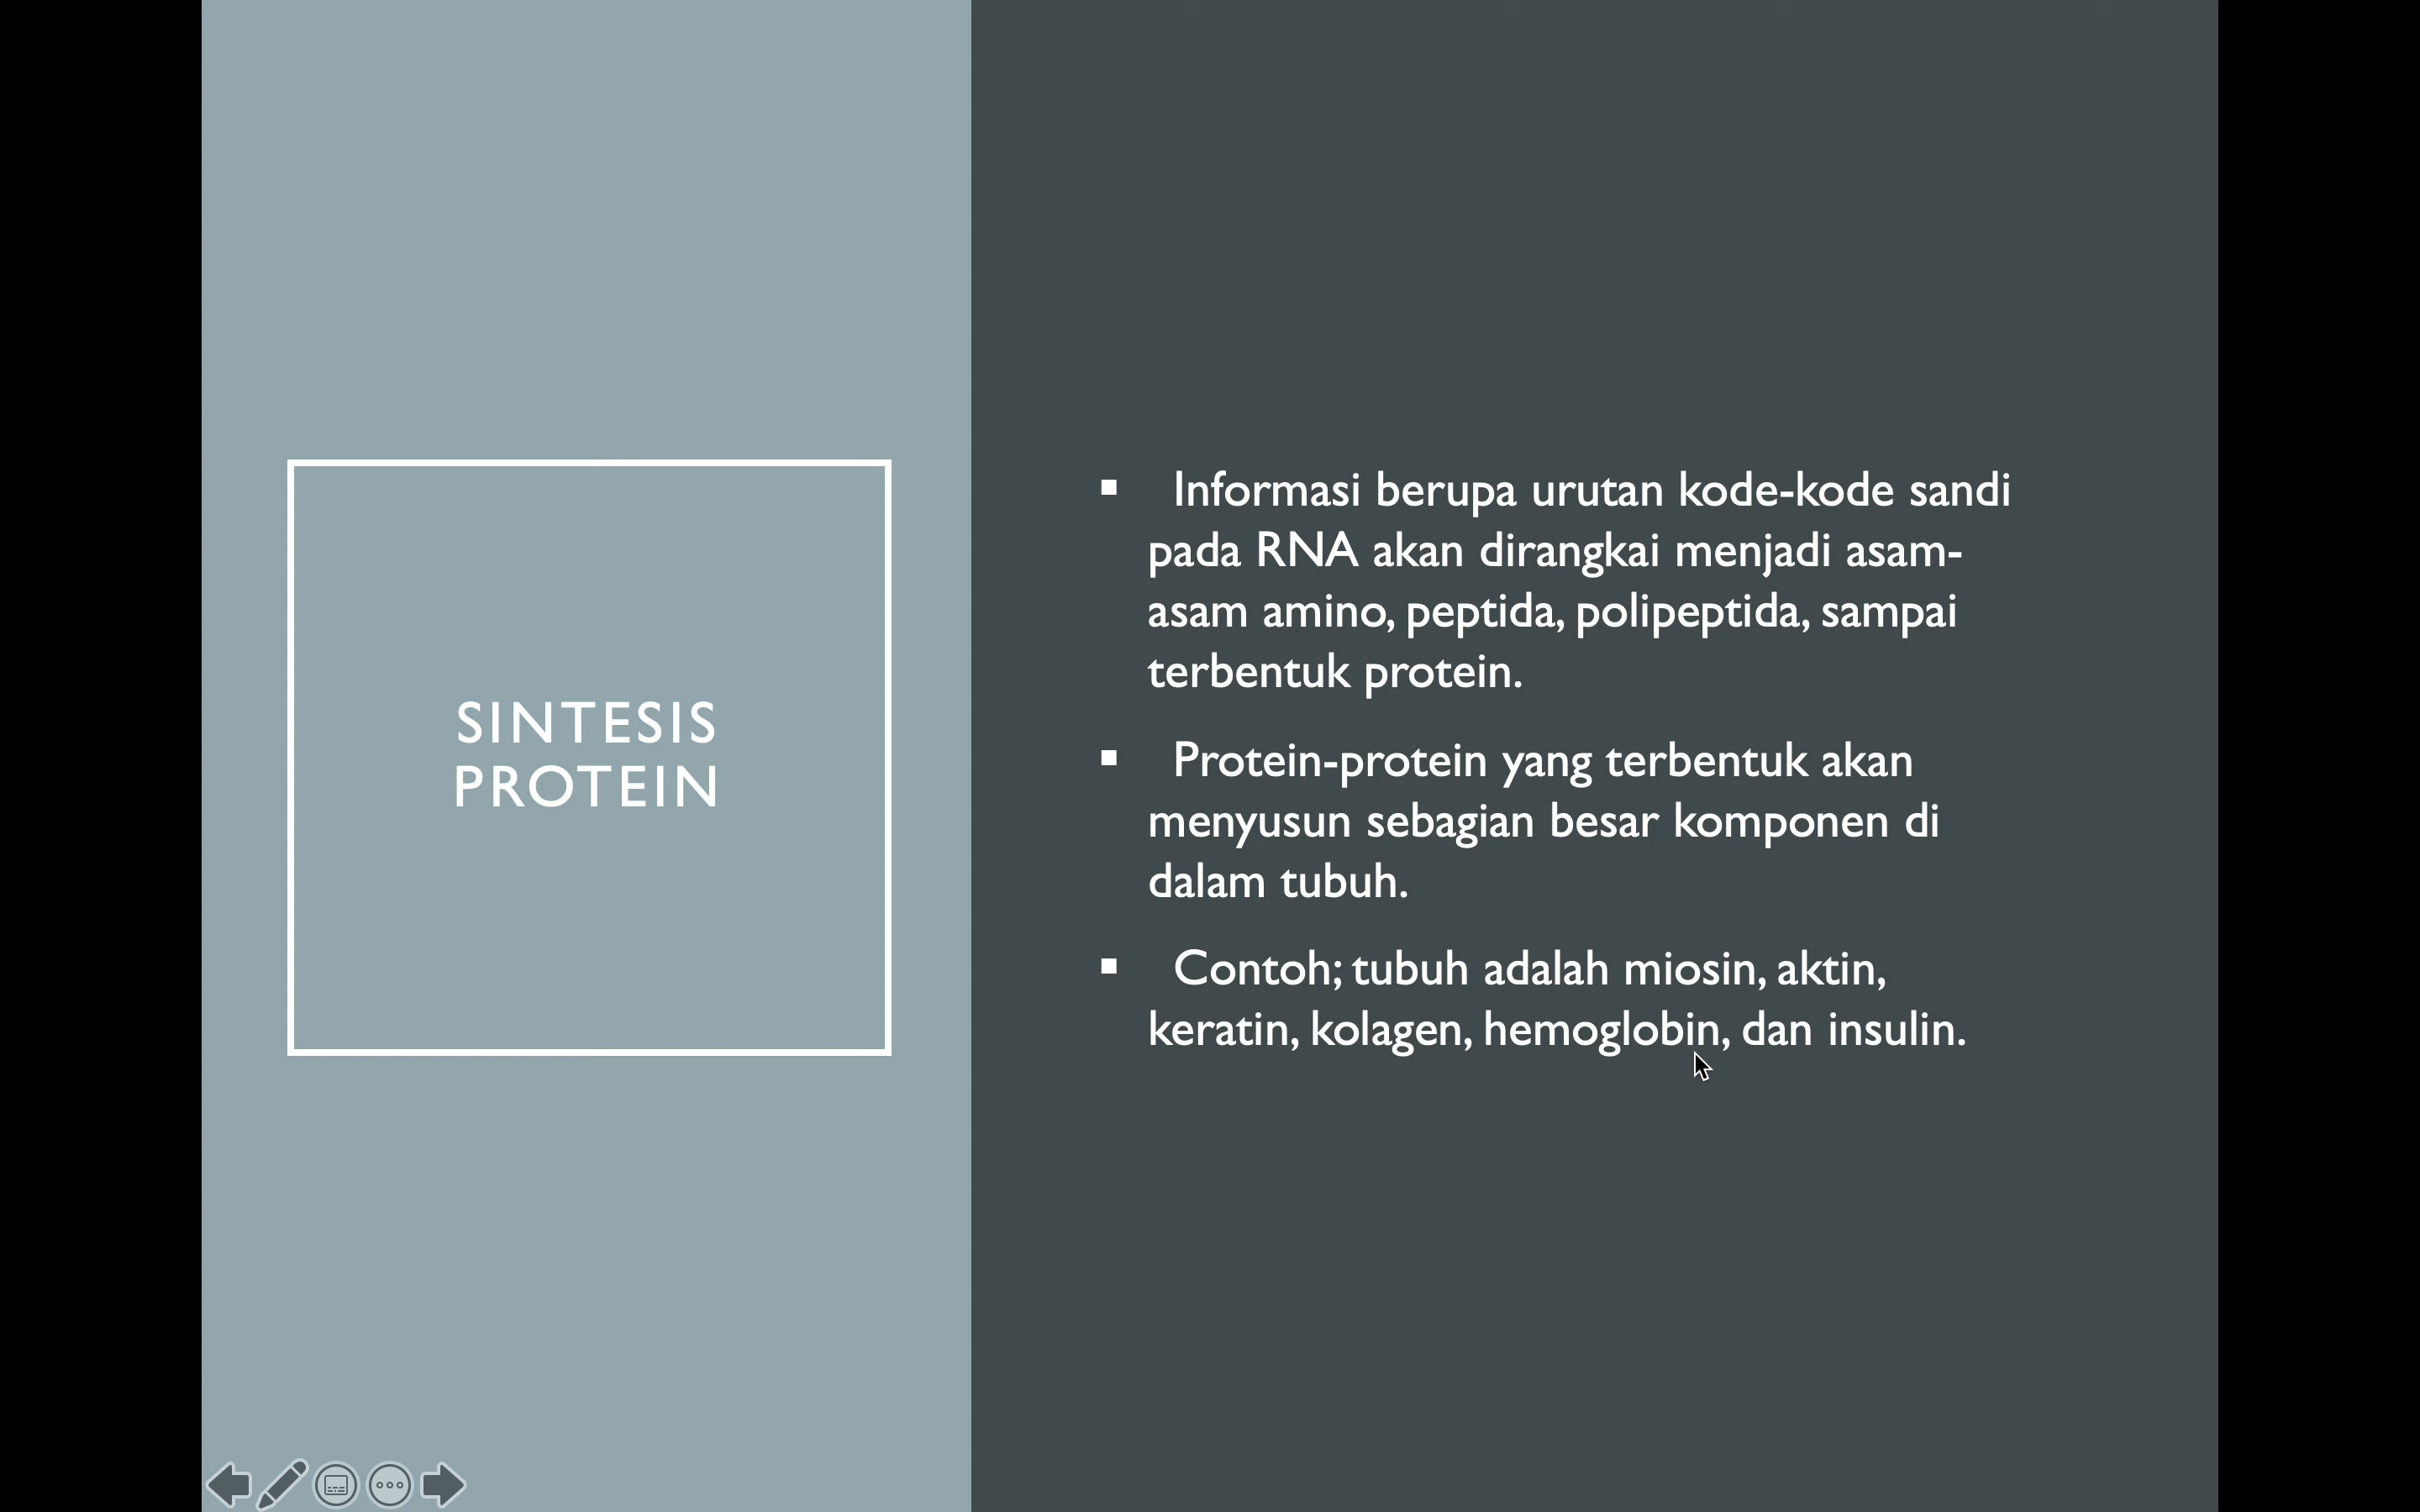 SINTESIS
PROTEIN
▪ Informasi berupa urutan kode-kode sandi
pada RNA akan dirangkai menjadi asam-
asam amino, peptida, polipeptida, sampai
terbentuk protein.
▪ Protein-protein yang terbentuk akan
menyusun sebagian besar komponen di
dalam tubuh.
▪ Contoh; tubuh adalah miosin, aktin,
keratin, kolagen, hemoglobin, dan insulin.